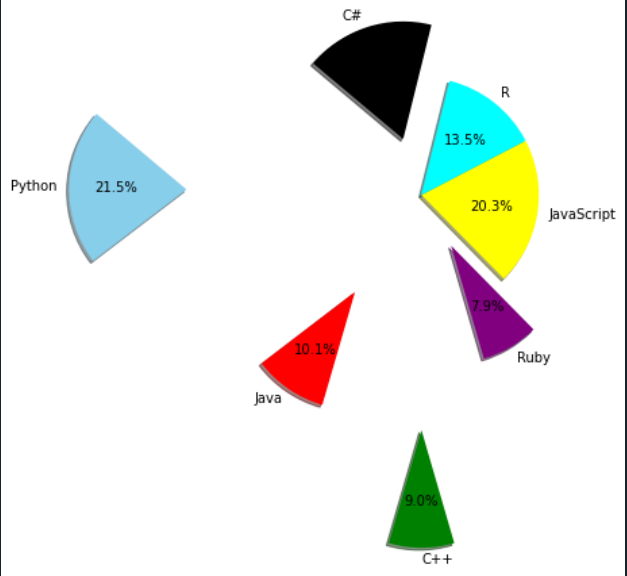 C#
R
13.5%
Python
21.5%
20.3%
JavaScript
7.9%
Ruby
10.1%
Java
9.0%
C++